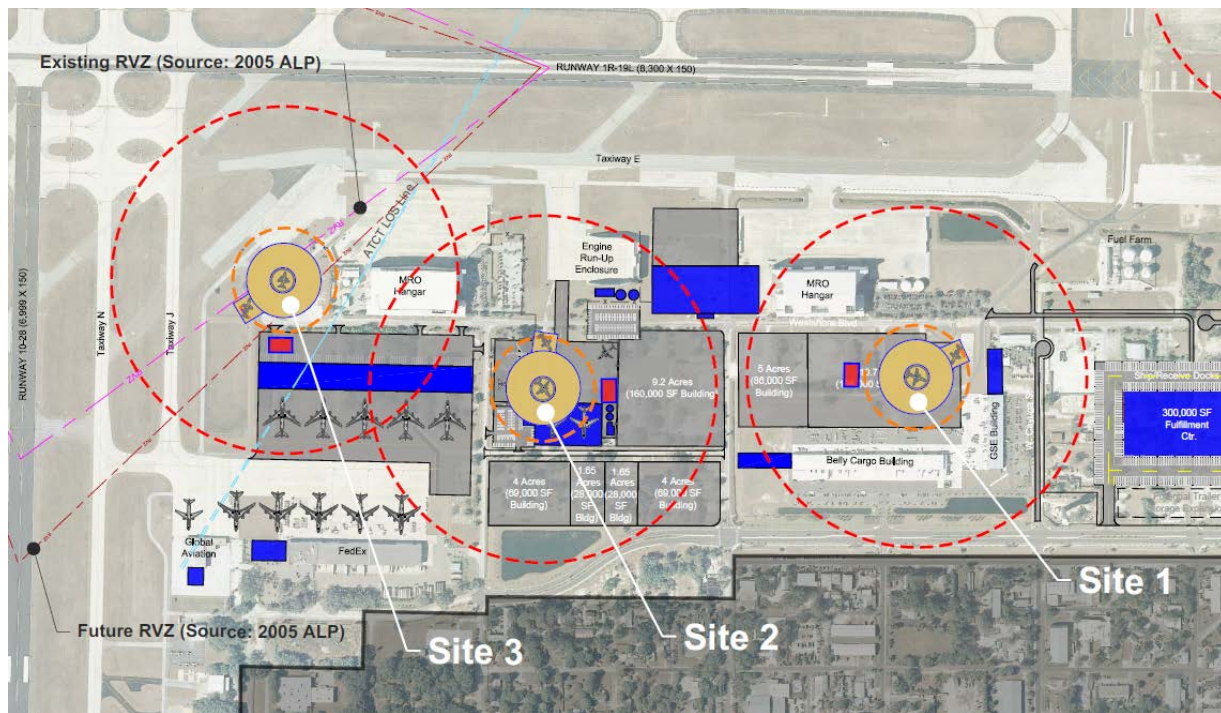 Existing RVZ (Source: 2005 ALP)
RUNWAY 1R-19L (8,300 X 150)
Taxiway E
RUNWAY 10-28 (6,999 X 150)
Taxiway N
Taxiway J
RVZ
RVZ
ATCT LOS Line
MRO
Hangar
Engine
Run-Up
Enclosure
MRO
Hangar
Fuel Farm
9.2 Acres
(160,000 SF
Building)
5 Acres
(86,000 SF
Building)
Ship/Receive Docks
300,000 SF
Fulfillment
Ctr.
GSE Building
Belly Cargo Building
4 Acres
(69,000 SF
Building)
1.65
Acres
(28,000
SF
Bldg)
1.65
Acres
(28,000
SF
Bldg)
4 Acres
(69,000 SF
Building)
Potential Trailer
Global
Aviation
FedEx
Future RVZ (Source: 2005 ALP)
Site 3
Site 2
Site 1